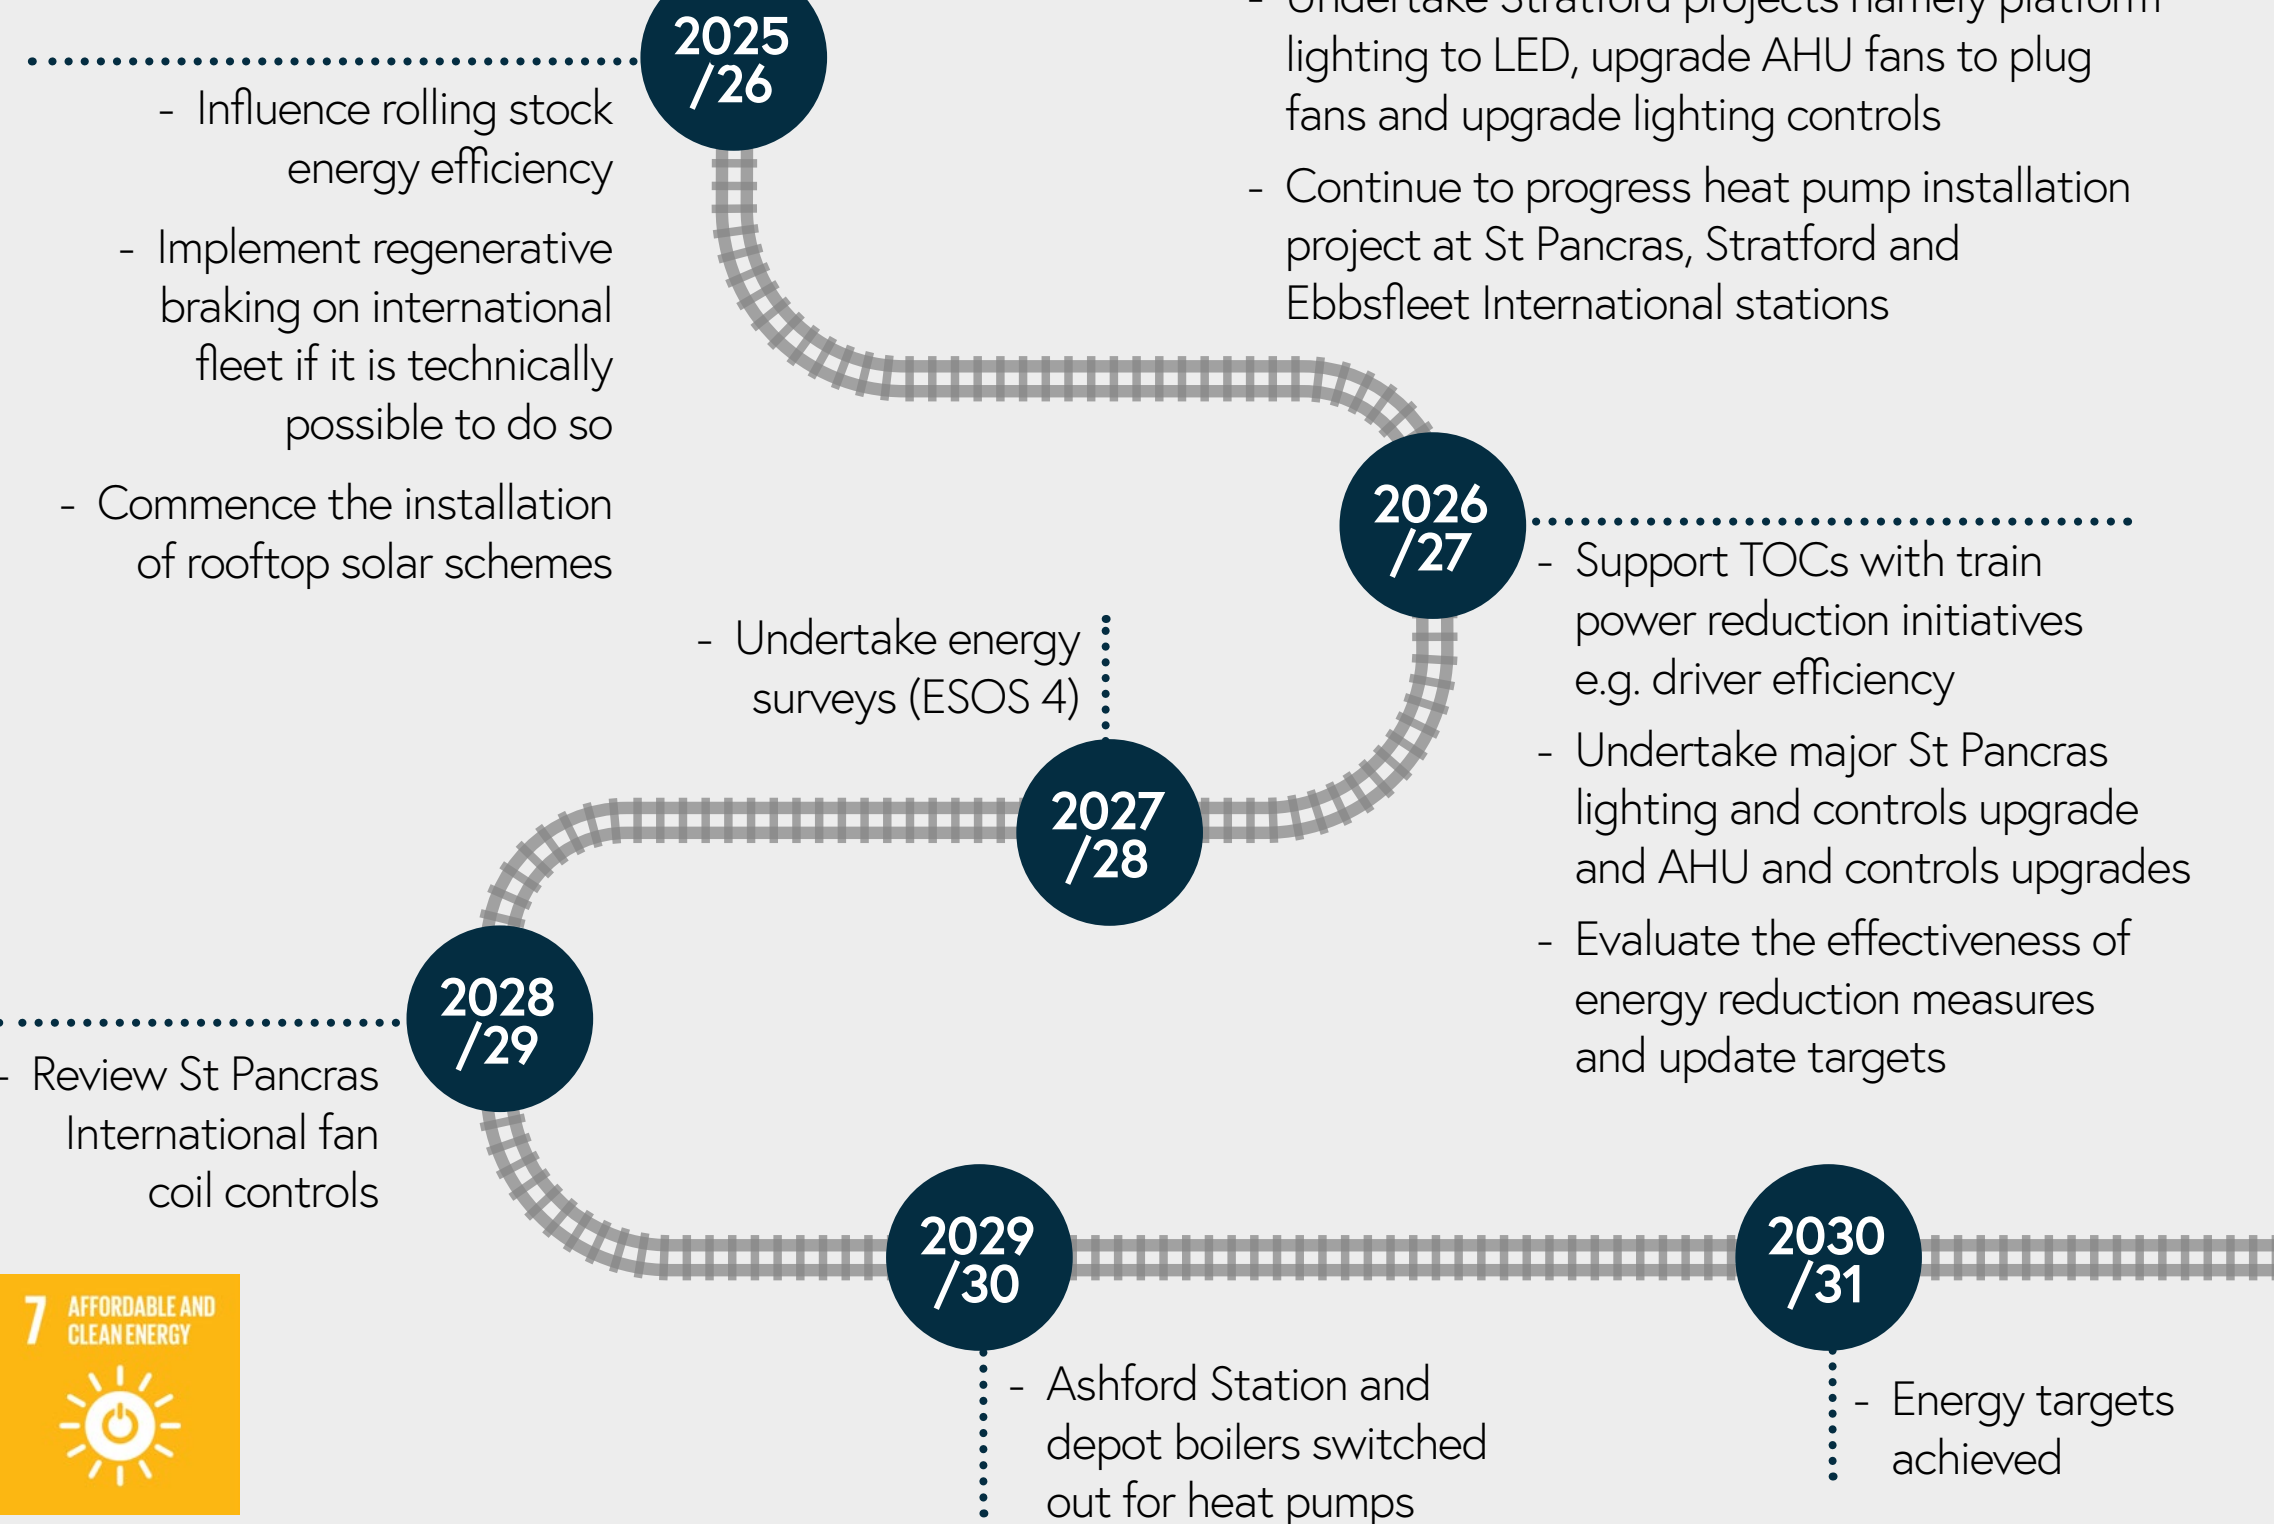 2025
/26
- Influence rolling stock
energy efficiency
- Implement regenerative
braking on international
fleet if it is technically
possible to do so
- Commence the installation
of rooftop solar schemes
- Undertake Stratford projects namely platform
lighting to LED, upgrade AHU fans to plug
fans and upgrade lighting controls
- Continue to progress heat pump installation
project at St Pancras, Stratford and
Ebbsfleet International stations
2026
/27
- Support TOCs with train
power reduction initiatives
e.g. driver efficiency
- Undertake major St Pancras
lighting and controls upgrade
and AHU and controls upgrades
- Evaluate the effectiveness of
energy reduction measures
and update targets
- Undertake energy
surveys (ESOS 4)
2027
/28
2028
/29
- Review St Pancras
International fan
coil controls
2029
/30
- Ashford Station and
depot boilers switched
out for heat pumps
2030
/31
- Energy targets
achieved
7 AFFORDABLE AND
CLEAN ENERGY